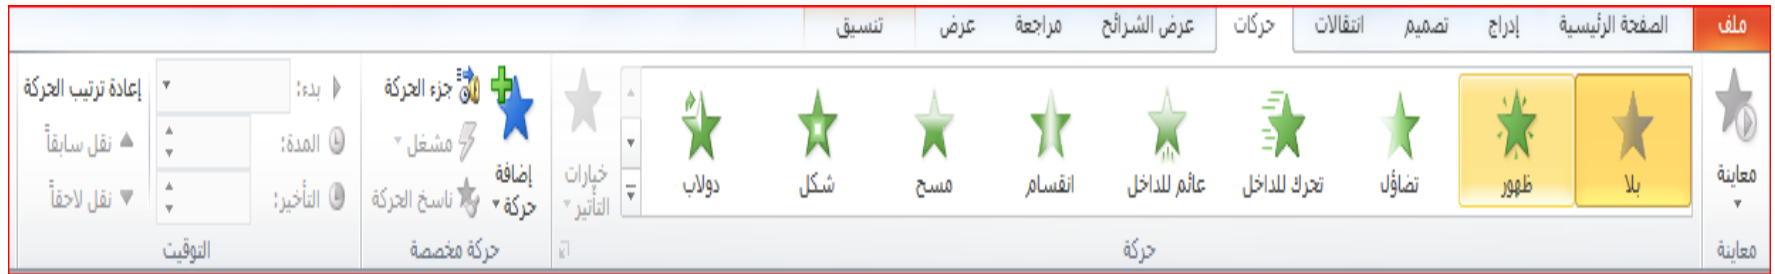 ملف الصفحة الرئيسية إدراج تصميم انتقالات حركات عرض الشرائح مراجعة عرض تنسيق
معاينة
بلا ظهور تضاؤل تحرك للداخل عائم للداخل انقسام مسح شكل دولاب
خيارات
التأثير
إضافة
حركة
جزء الحركة
مشغل
ناسخ الحركة
بدء:
المدة:
التأخير:
إعادة ترتيب الحركة
نقل سابقاً
نقل لاحقاً
معاينة حركة حركة مخصصة التوقيت